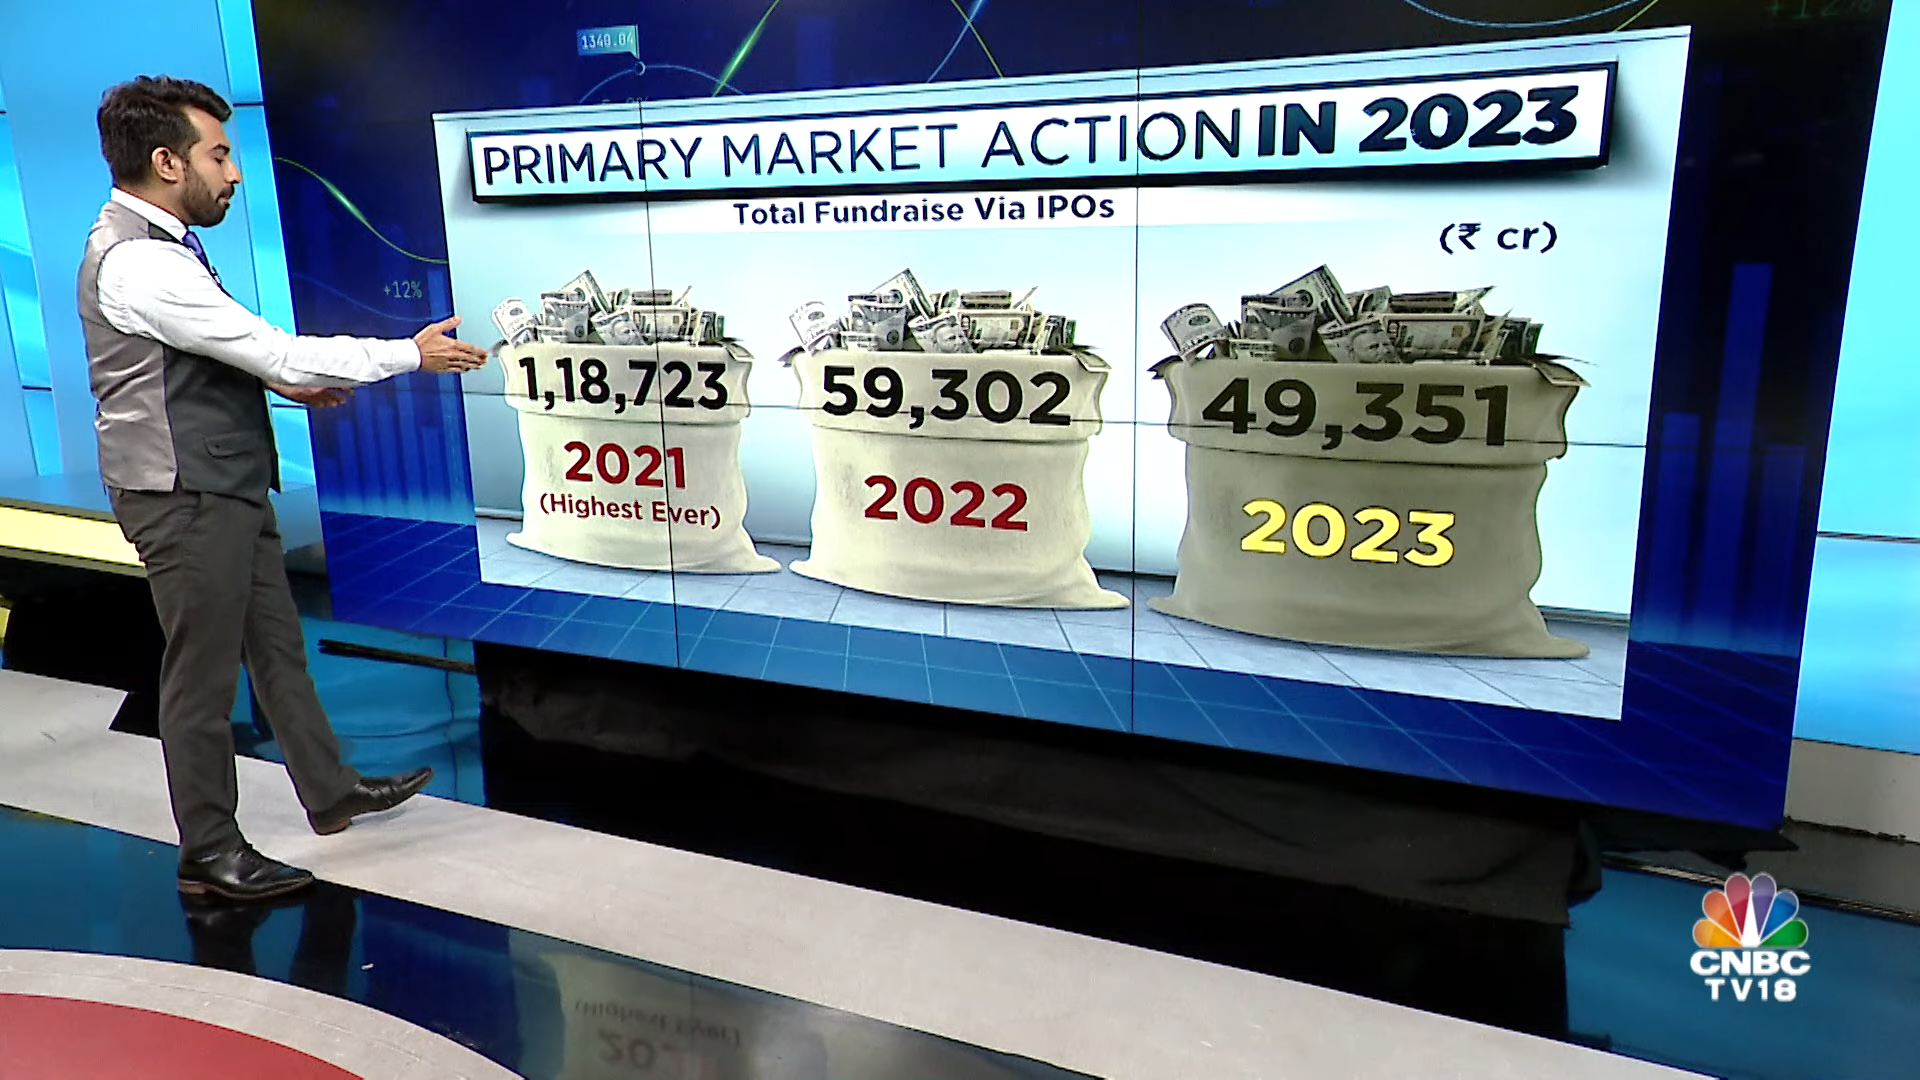 1340.04
PRIMARY MARKET ACTION IN 2023
Total Fundraise Via IPOs
(₹ cr)
+12%
1,18,723
2021
(Highest Ever)
59,302
2022
49,351
2023
CNBC
TV18